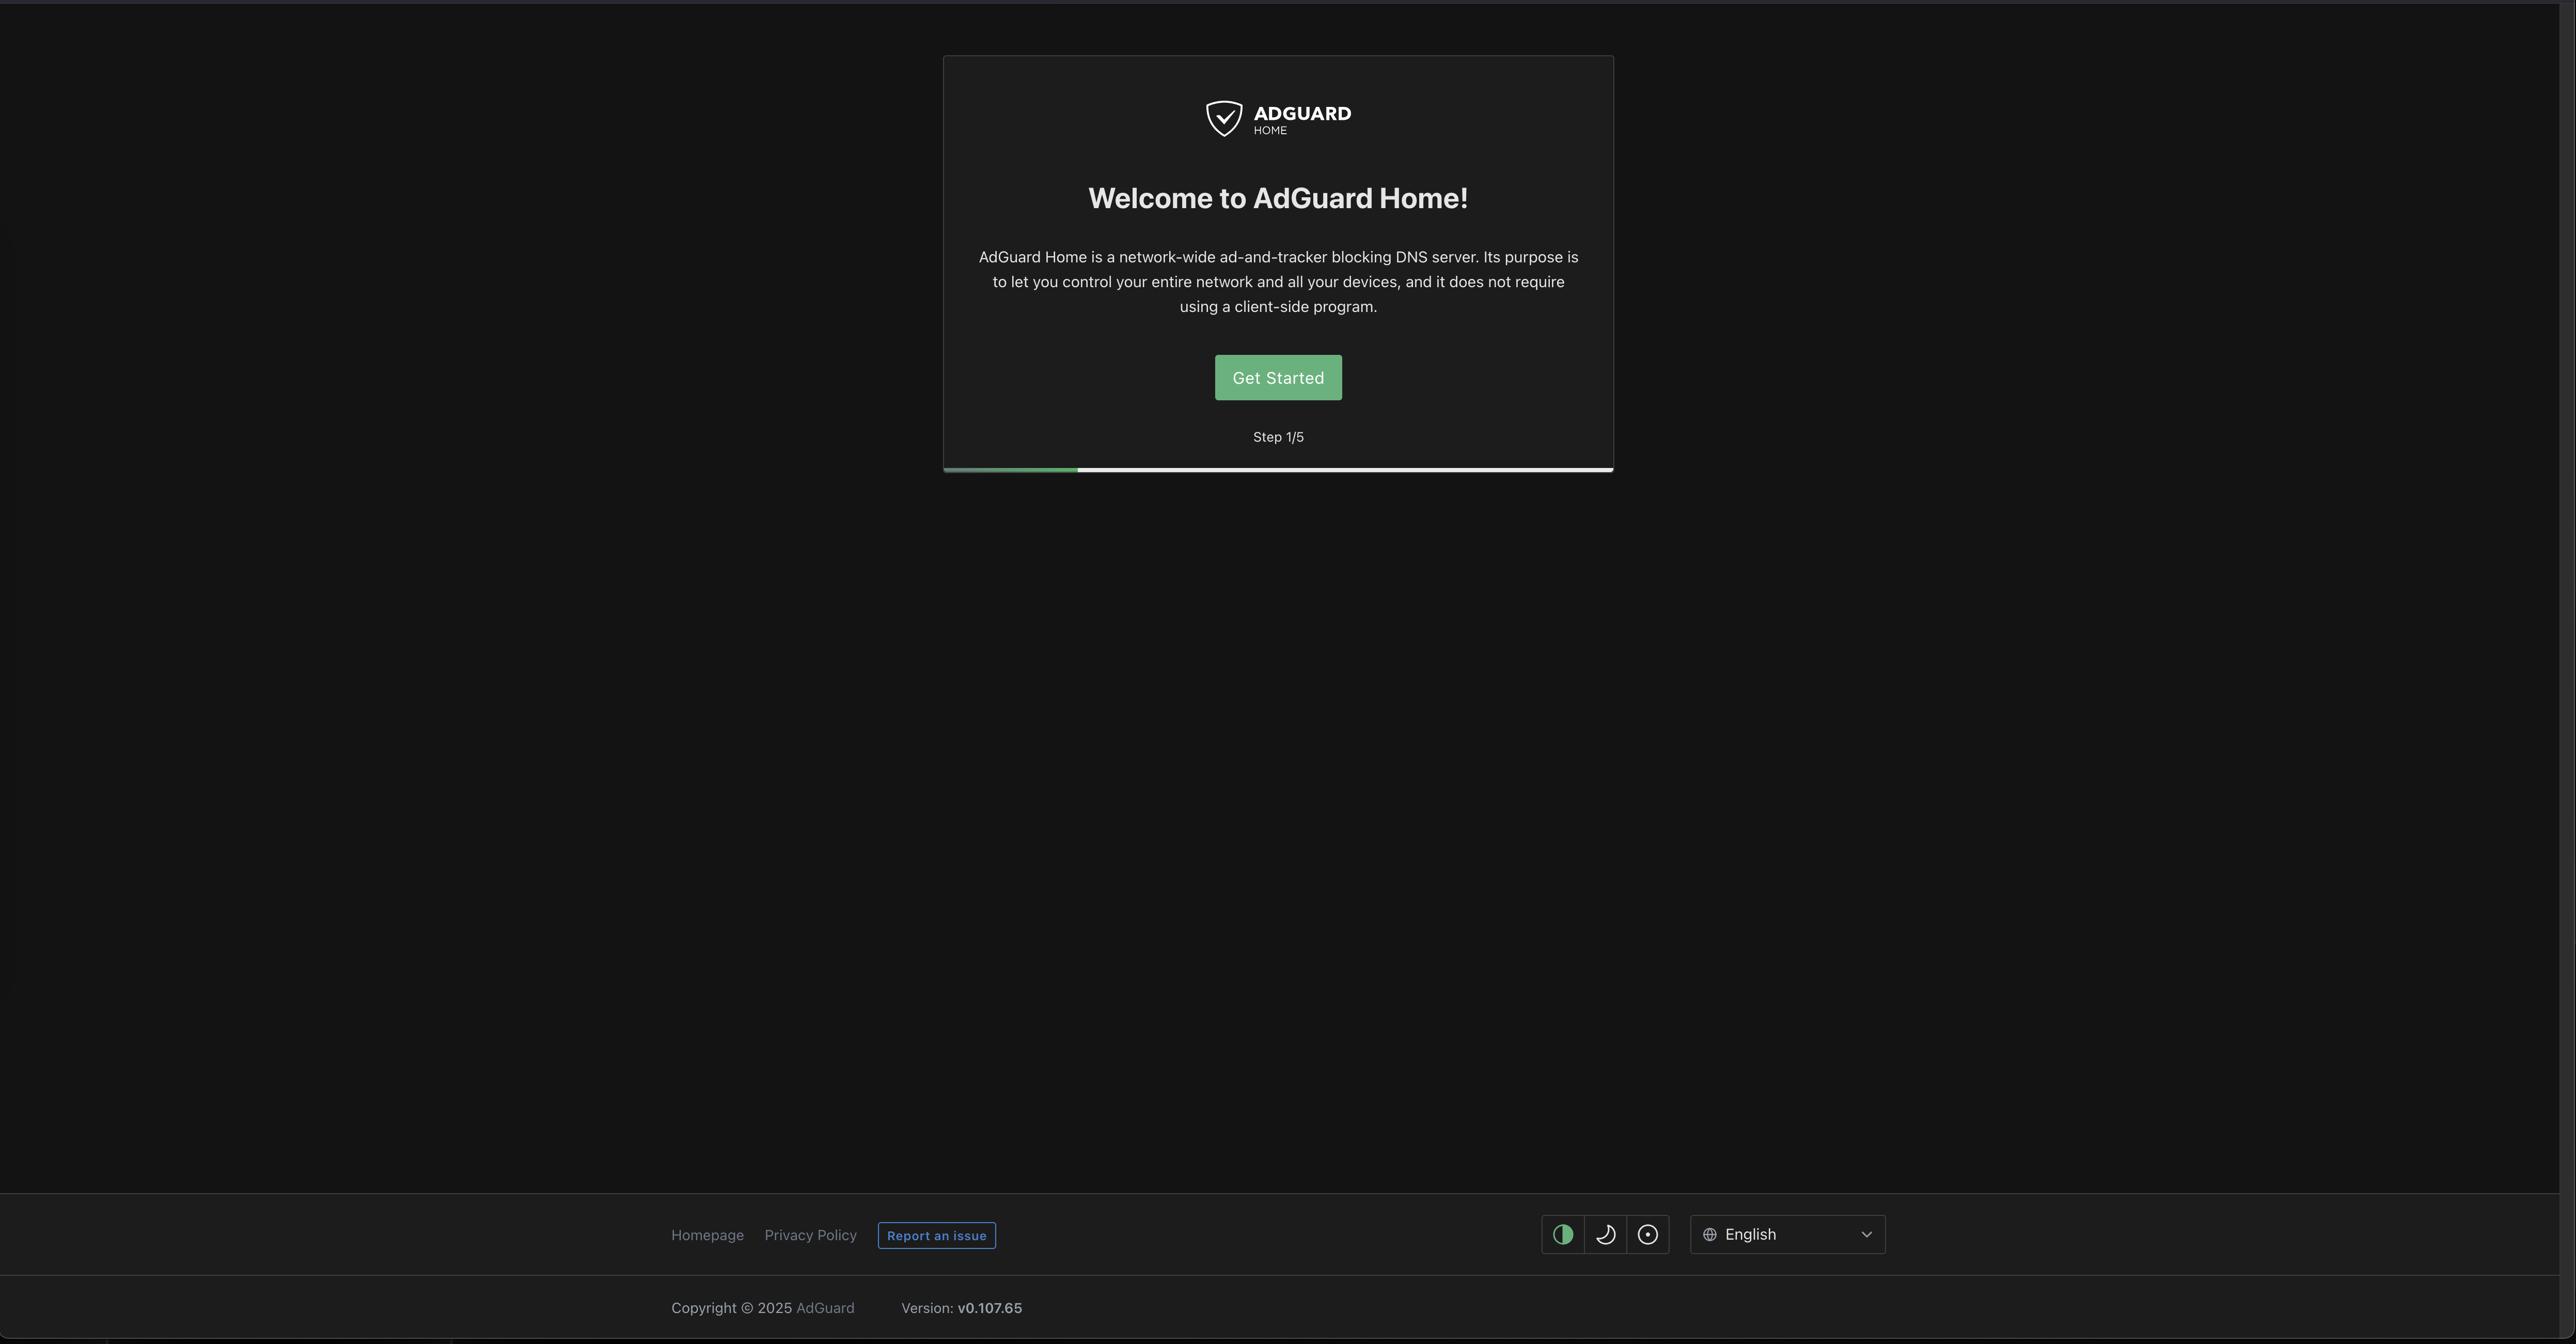 ADGUARD
HOME
Welcome to AdGuard Home!
AdGuard Home is a network-wide ad-and-tracker blocking DNS server. Its purpose is
to let you control your entire network and all your devices, and it does not require
using a client-side program.
Get Started
Step 1/5
Homepage Privacy Policy Report an issue English
Copyright © 2025 AdGuard Version: v0.107.65